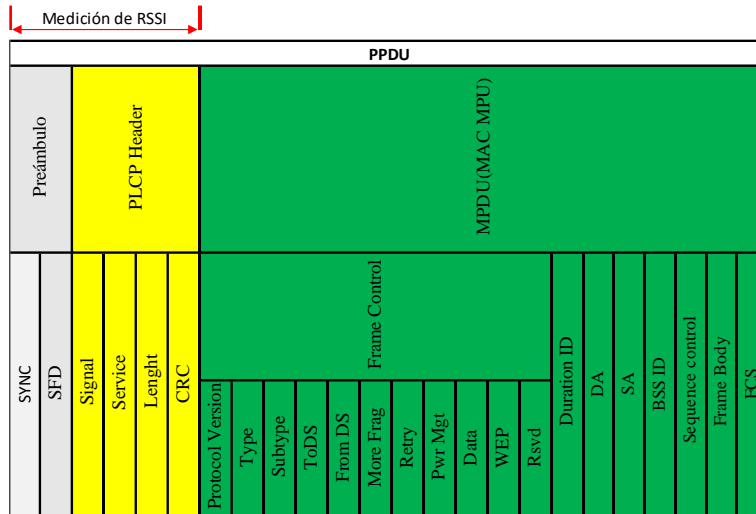 Medición de RSSI
PPDU
Preámbulo
PLCP Header
MPDU(MAC MPU)
SYNC
SFD
Signal
Service
Lenght
CRC
Frame Control
Protocol Version
Type
Subtype
ToDS
From DS
More Frag
Retry
Pwr Mgt
Data
WEP
Rsvd
Duration ID
DA
SA
BSS ID
Sequence control
Frame Body
FCS